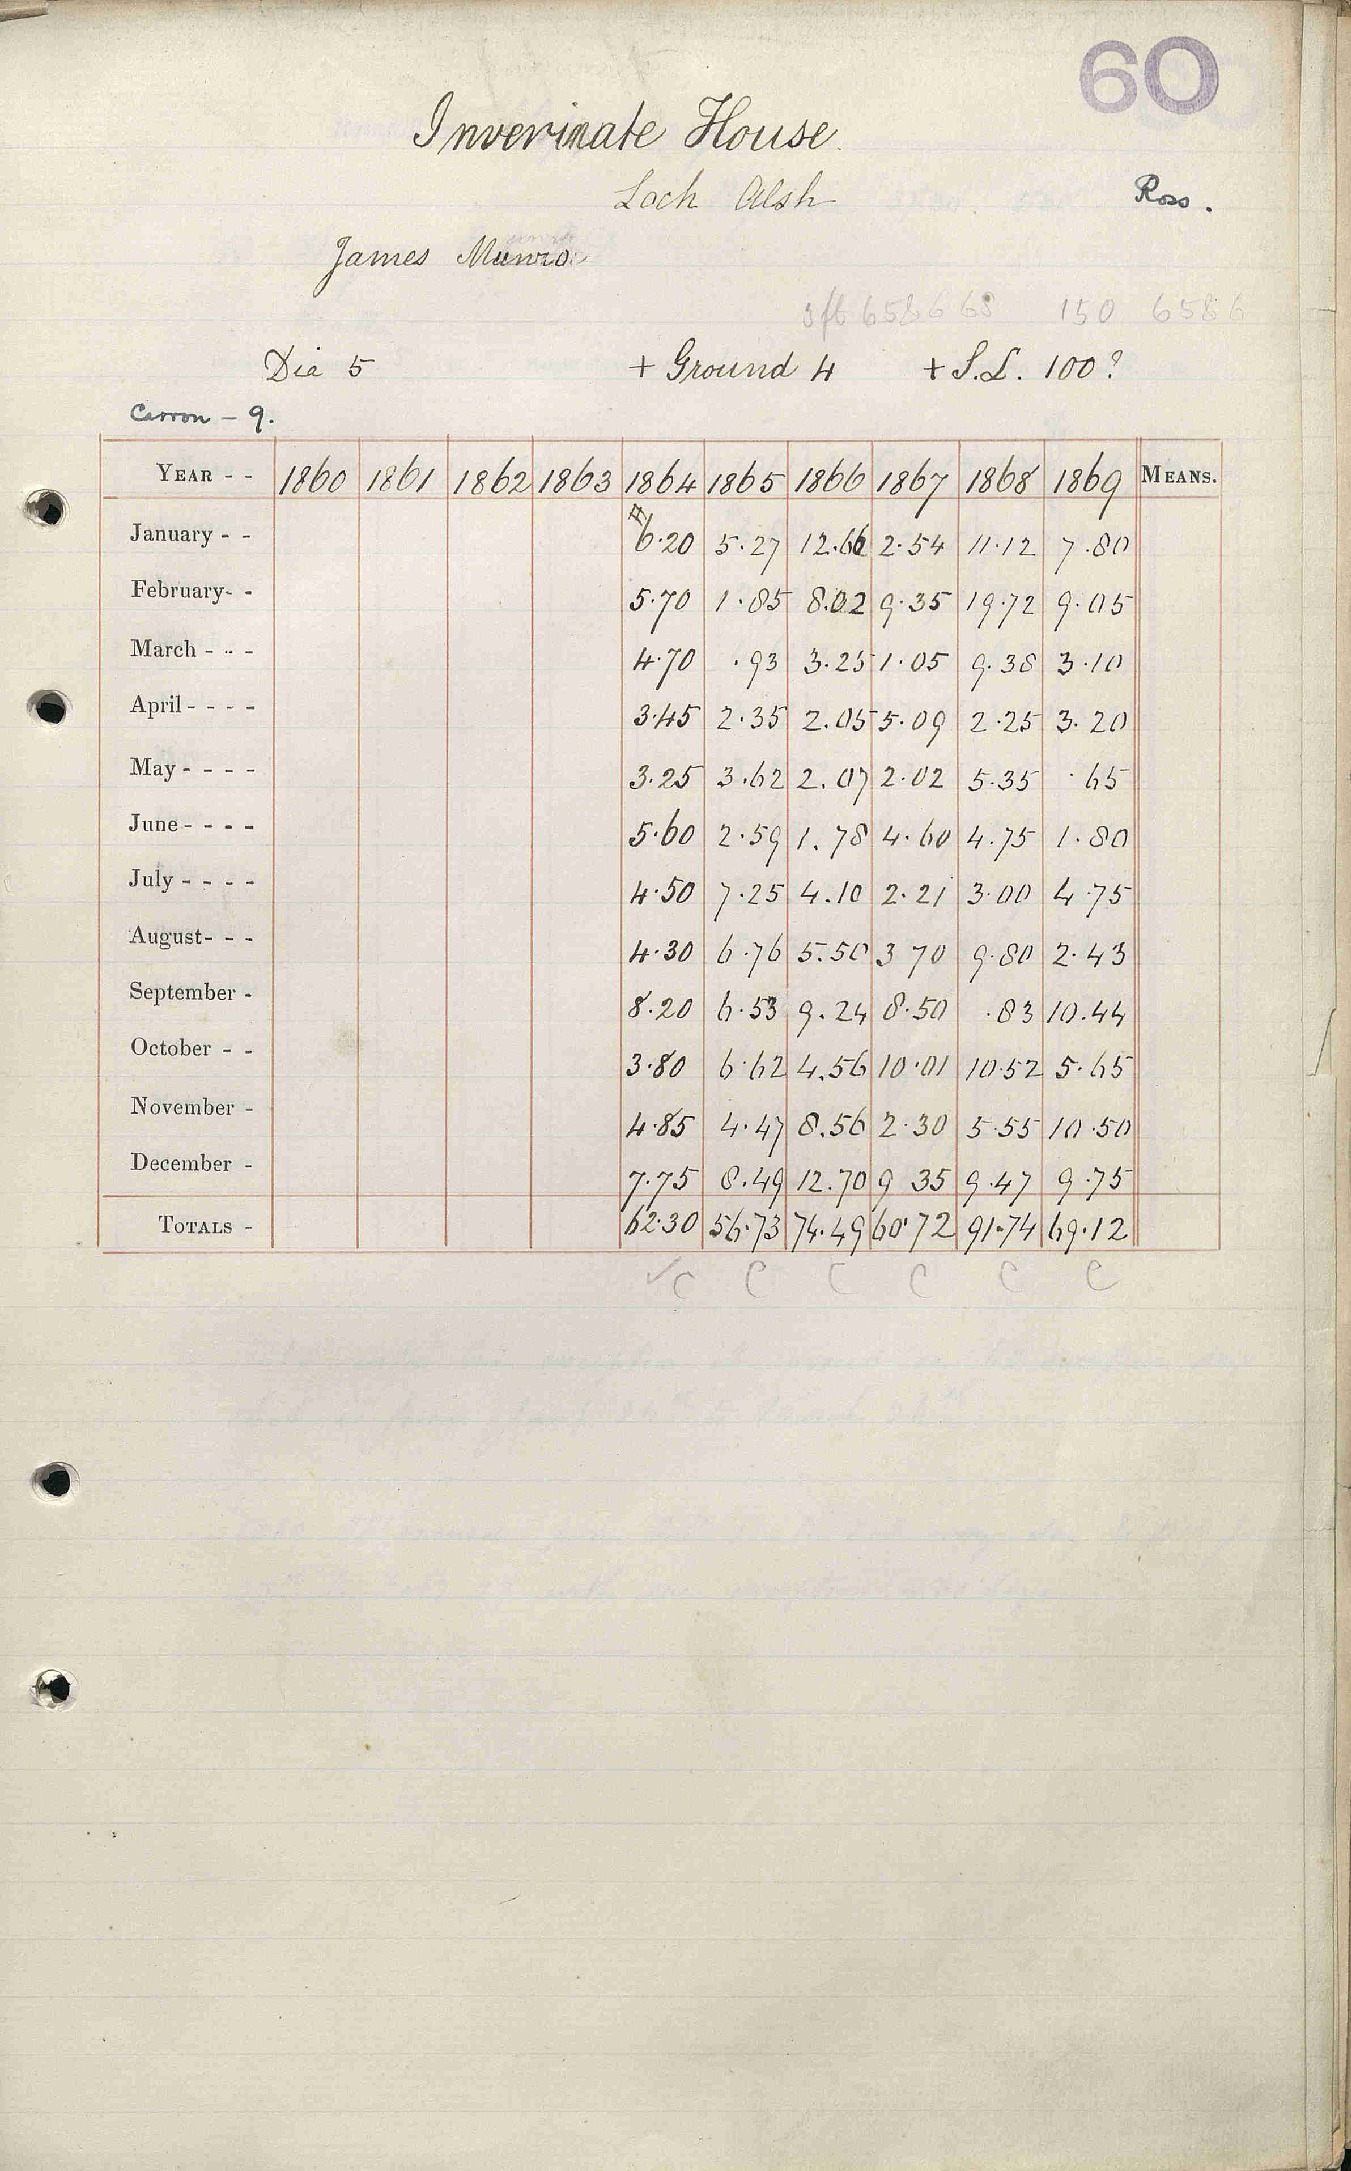 60
Inverinate House.
Loch Alsh Ross.
James Munro
150 6586
Dia 5 + Ground 4 + S.L. 100?
Carron - 9.
YEAR - - 1860 1861 1862 1863 1864 1865 1866 1867 1868 1869 MEANS.
January - - 6.20 5.27 12.66 2.54 11.12 7.80
February - - 5.70 1.85 8.02 9.35 19.72 9.05
March - - - 4.70 .93 3.25 1.05 9.38 3.10
April - - - - 3.45 2.35 2.05 5.09 2.25 3.20
May - - - - 3.25 3.62 2.07 2.02 5.35 .65
June - - - - 5.60 2.59 1.78 4.60 4.75 1.80
July - - - - 4.50 7.25 4.10 2.21 3.00 4.75
August - - - 4.30 6.76 5.50 3 70 9.80 2.43
September - 8.20 6.53 9.24 8.50 .83 10.44
October - - 3.80 6.62 4.56 10.01 10.52 5.65
November - 4.85 4.47 8.56 2.30 5.55 10.50
December - 7.75 8.49 12.70 9 35 9.47 9.75
TOTALS - 62.30 56.73 74.49 60.72 91.74 69.12
✓C C C C C C